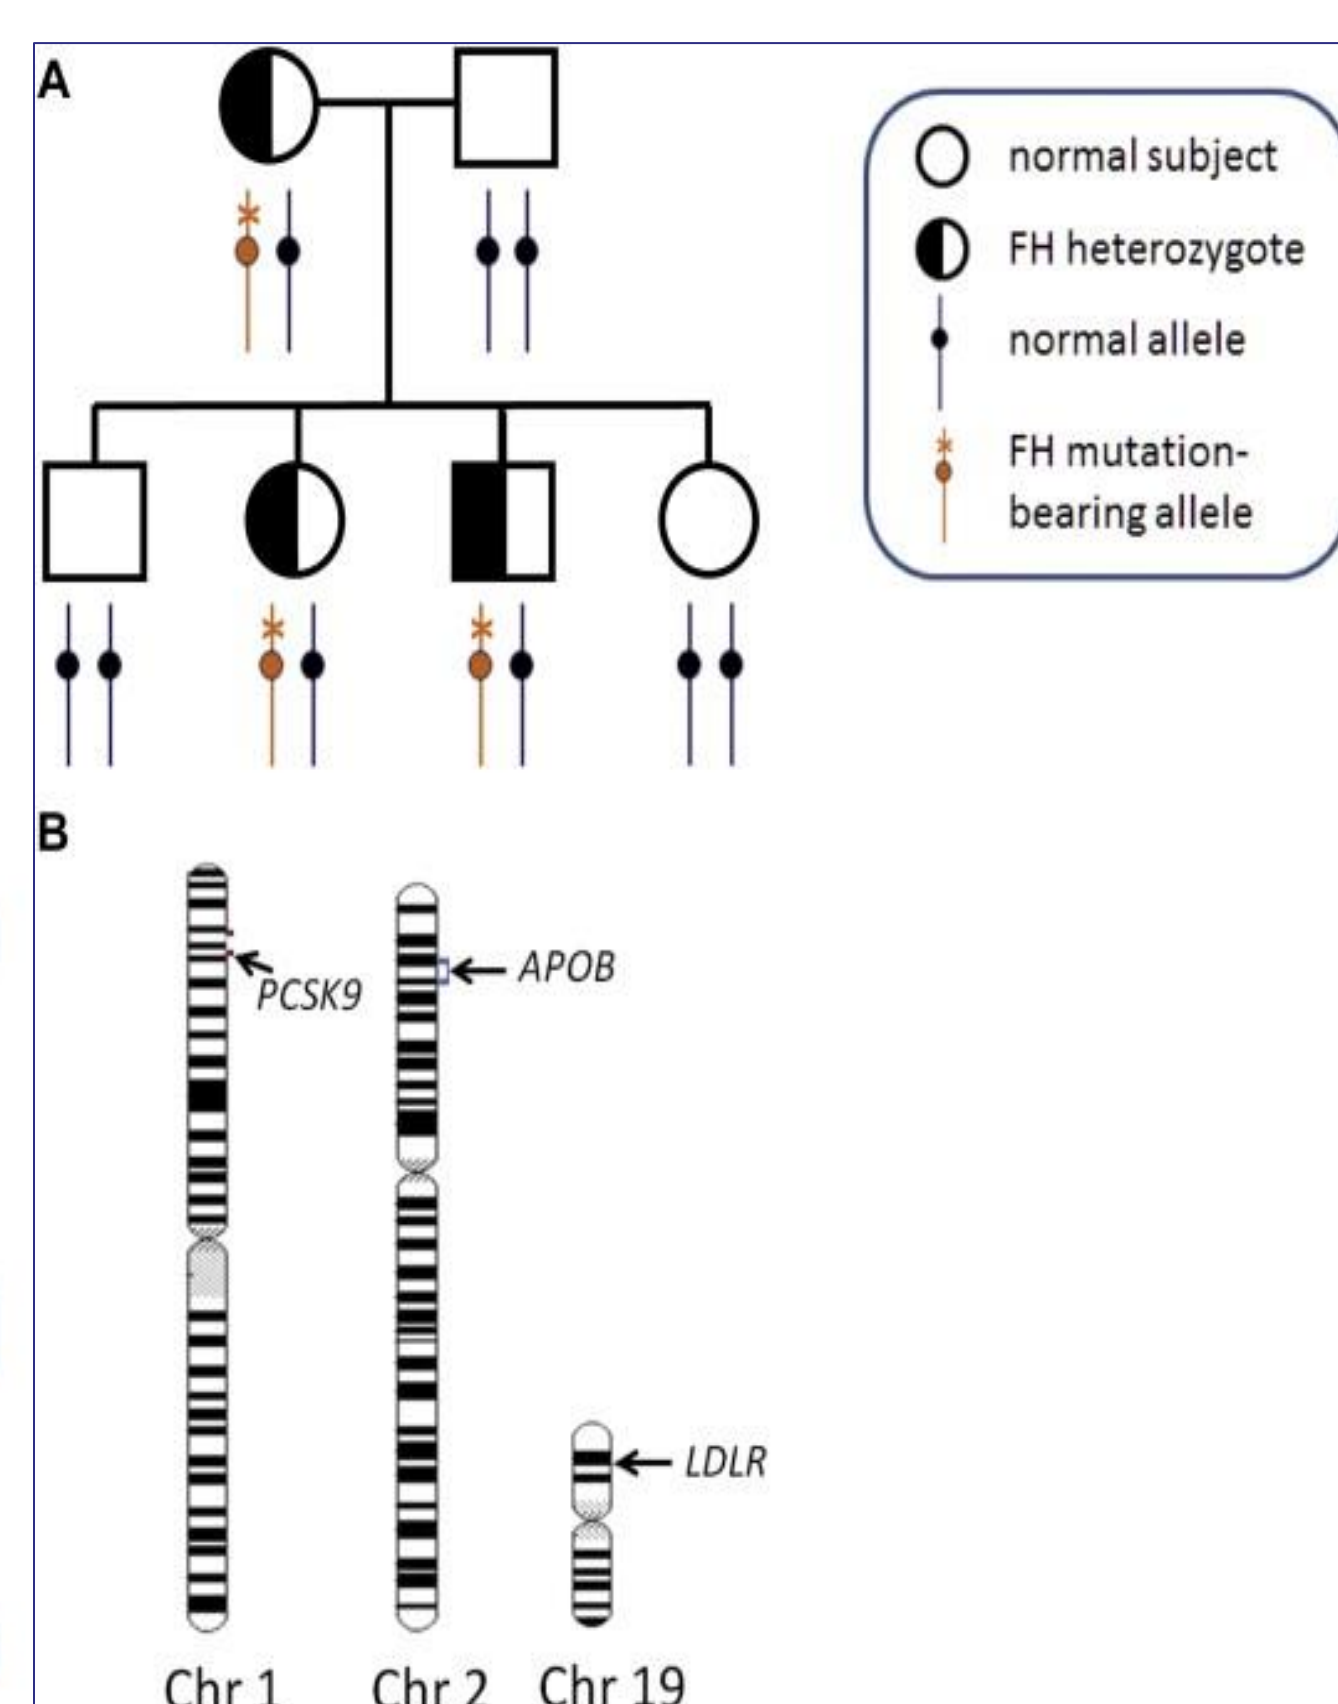 A
normal subject
FH heterozygote
normal allele
FH mutation-
bearing allele
B
PCSK9
APOB
LDLR
Chr 1
Chr 2
Chr 19